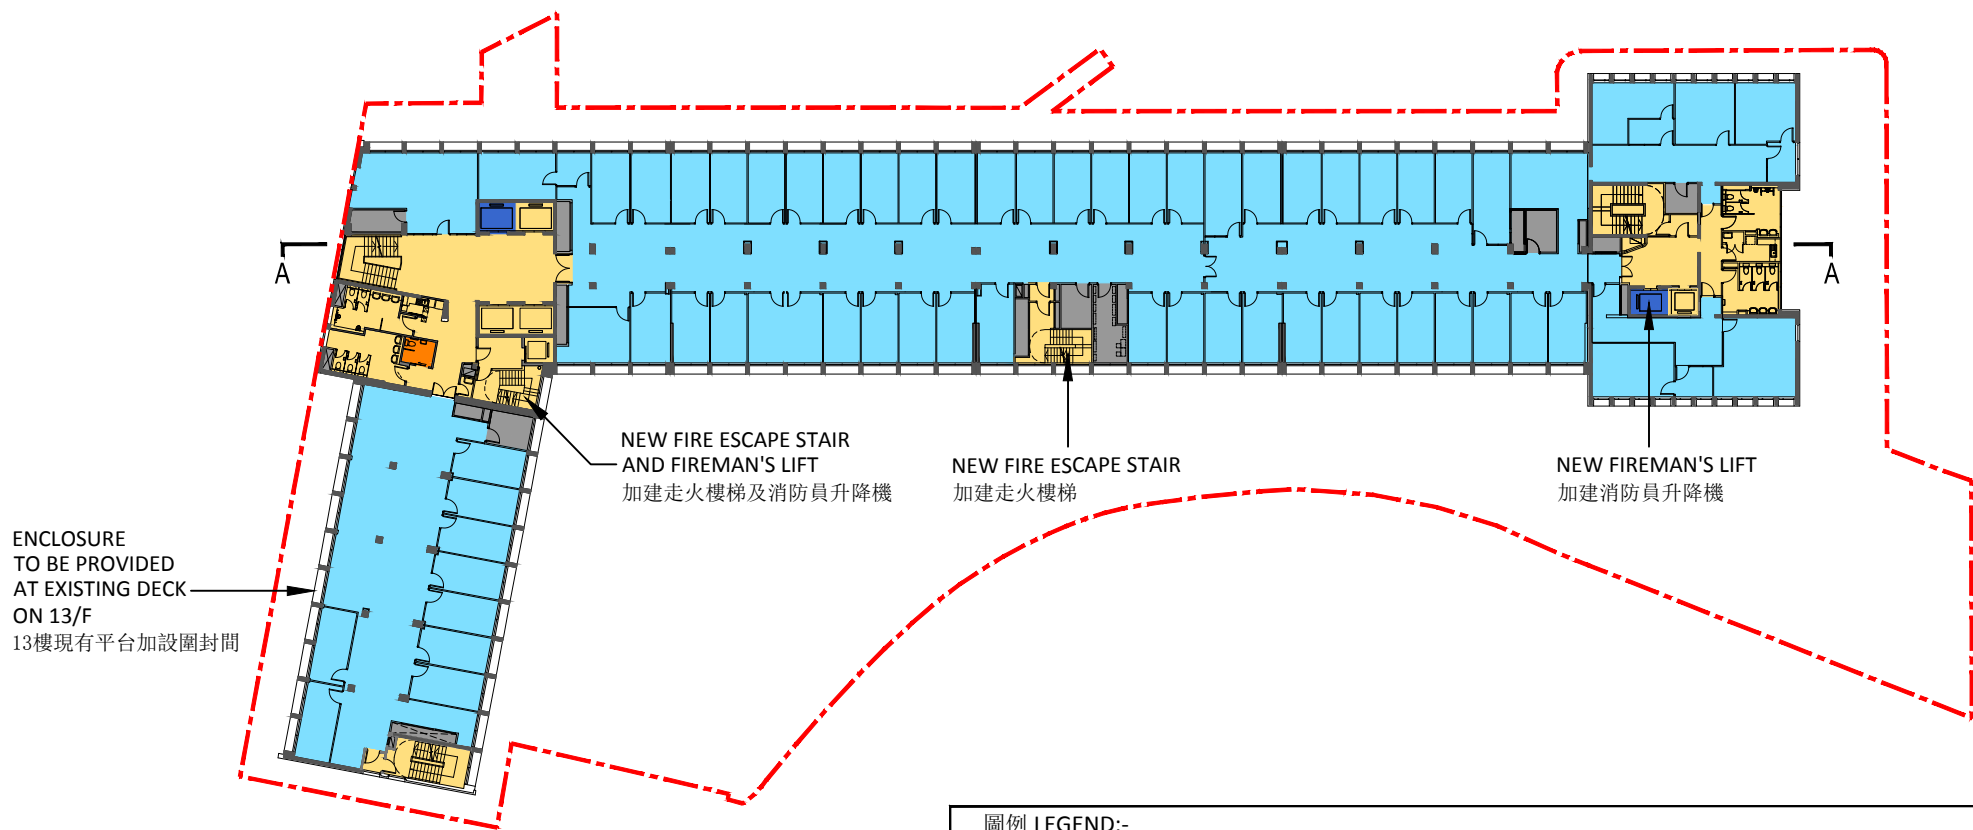 A
A
NEW FIRE ESCAPE STAIR
AND FIREMAN'S LIFT
加建走火樓梯及消防員升降機
NEW FIRE ESCAPE STAIR
加建走火樓梯
NEW FIREMAN'S LIFT
加建消防員升降機
ENCLOSURE
TO BE PROVIDED
AT EXISTING DECK
ON 13/F
13樓現有平台加設圍封間
圖例 LEGEND:-